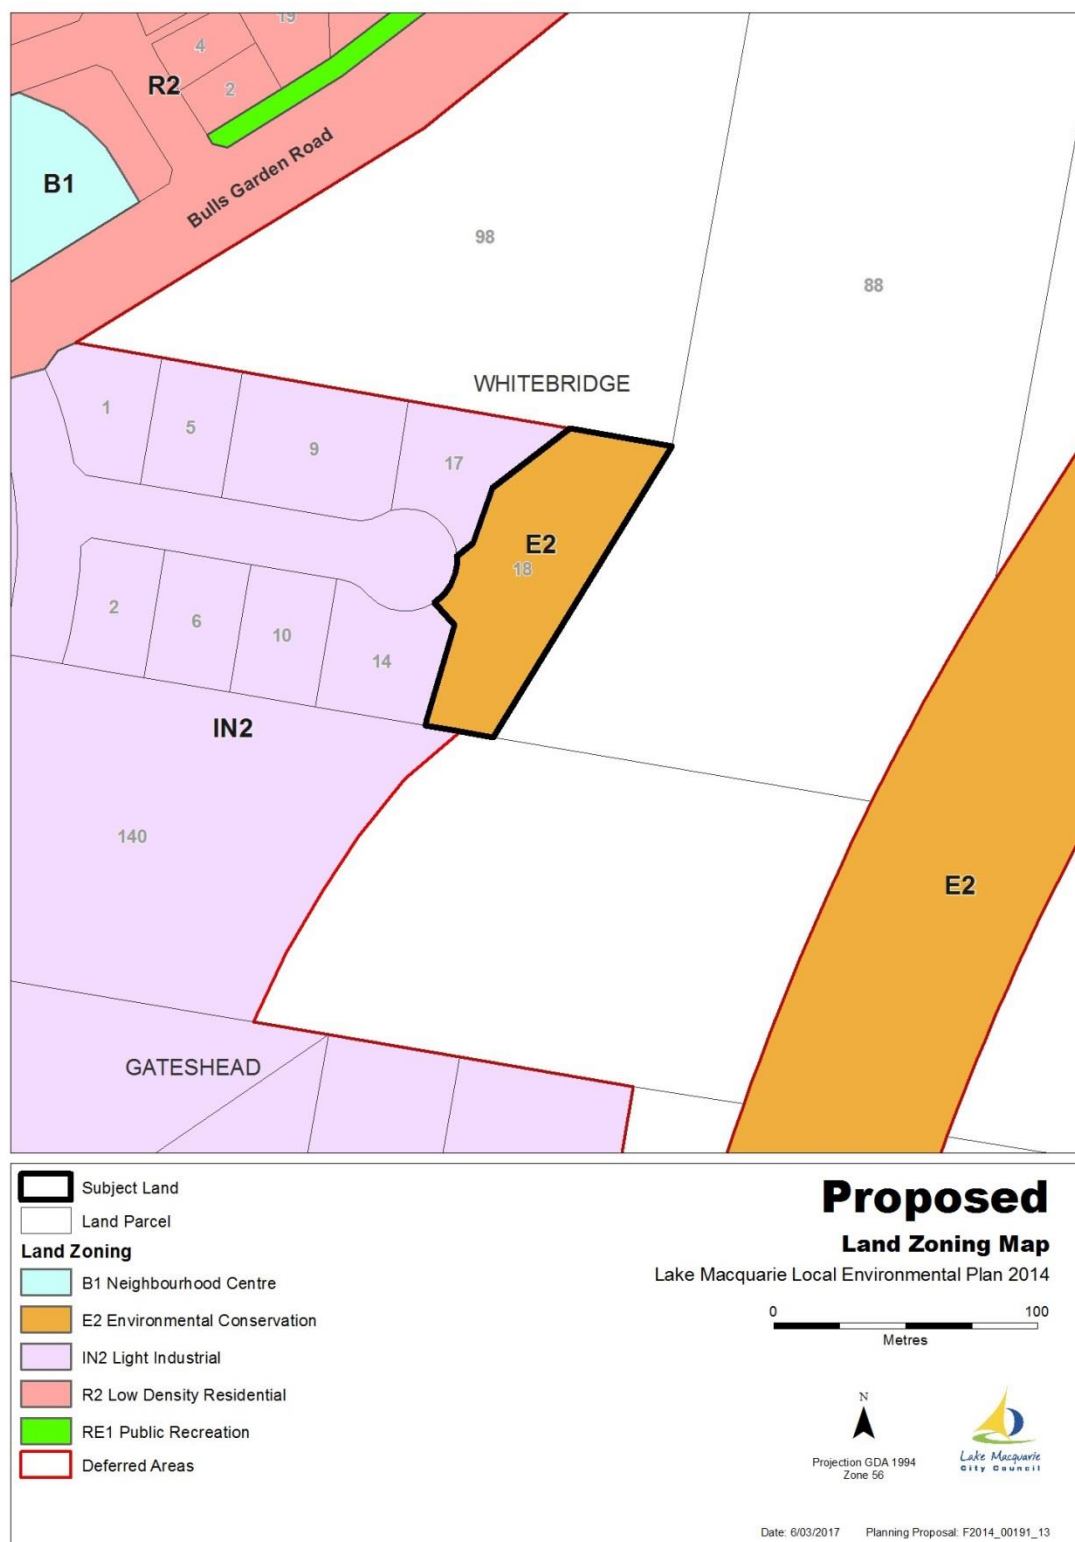 19
4
R2
2
B1
Bulls Garden Road
98
88
WHITEBRIDGE
1
5
9
17
E2
18
2
6
10
14
IN2
140
E2
GATESHEAD
Subject Land
Land Parcel
Land Zoning
B1 Neighbourhood Centre
E2 Environmental Conservation
IN2 Light Industrial
R2 Low Density Residential
RE1 Public Recreation
Deferred Areas
Proposed
Land Zoning Map
Lake Macquarie Local Environmental Plan 2014
0 100
Metres
N
Projection GDA 1994
Zone 56
Lake Macquarie
City Council
Date: 6/03/2017 Planning Proposal: F2014_00191_13